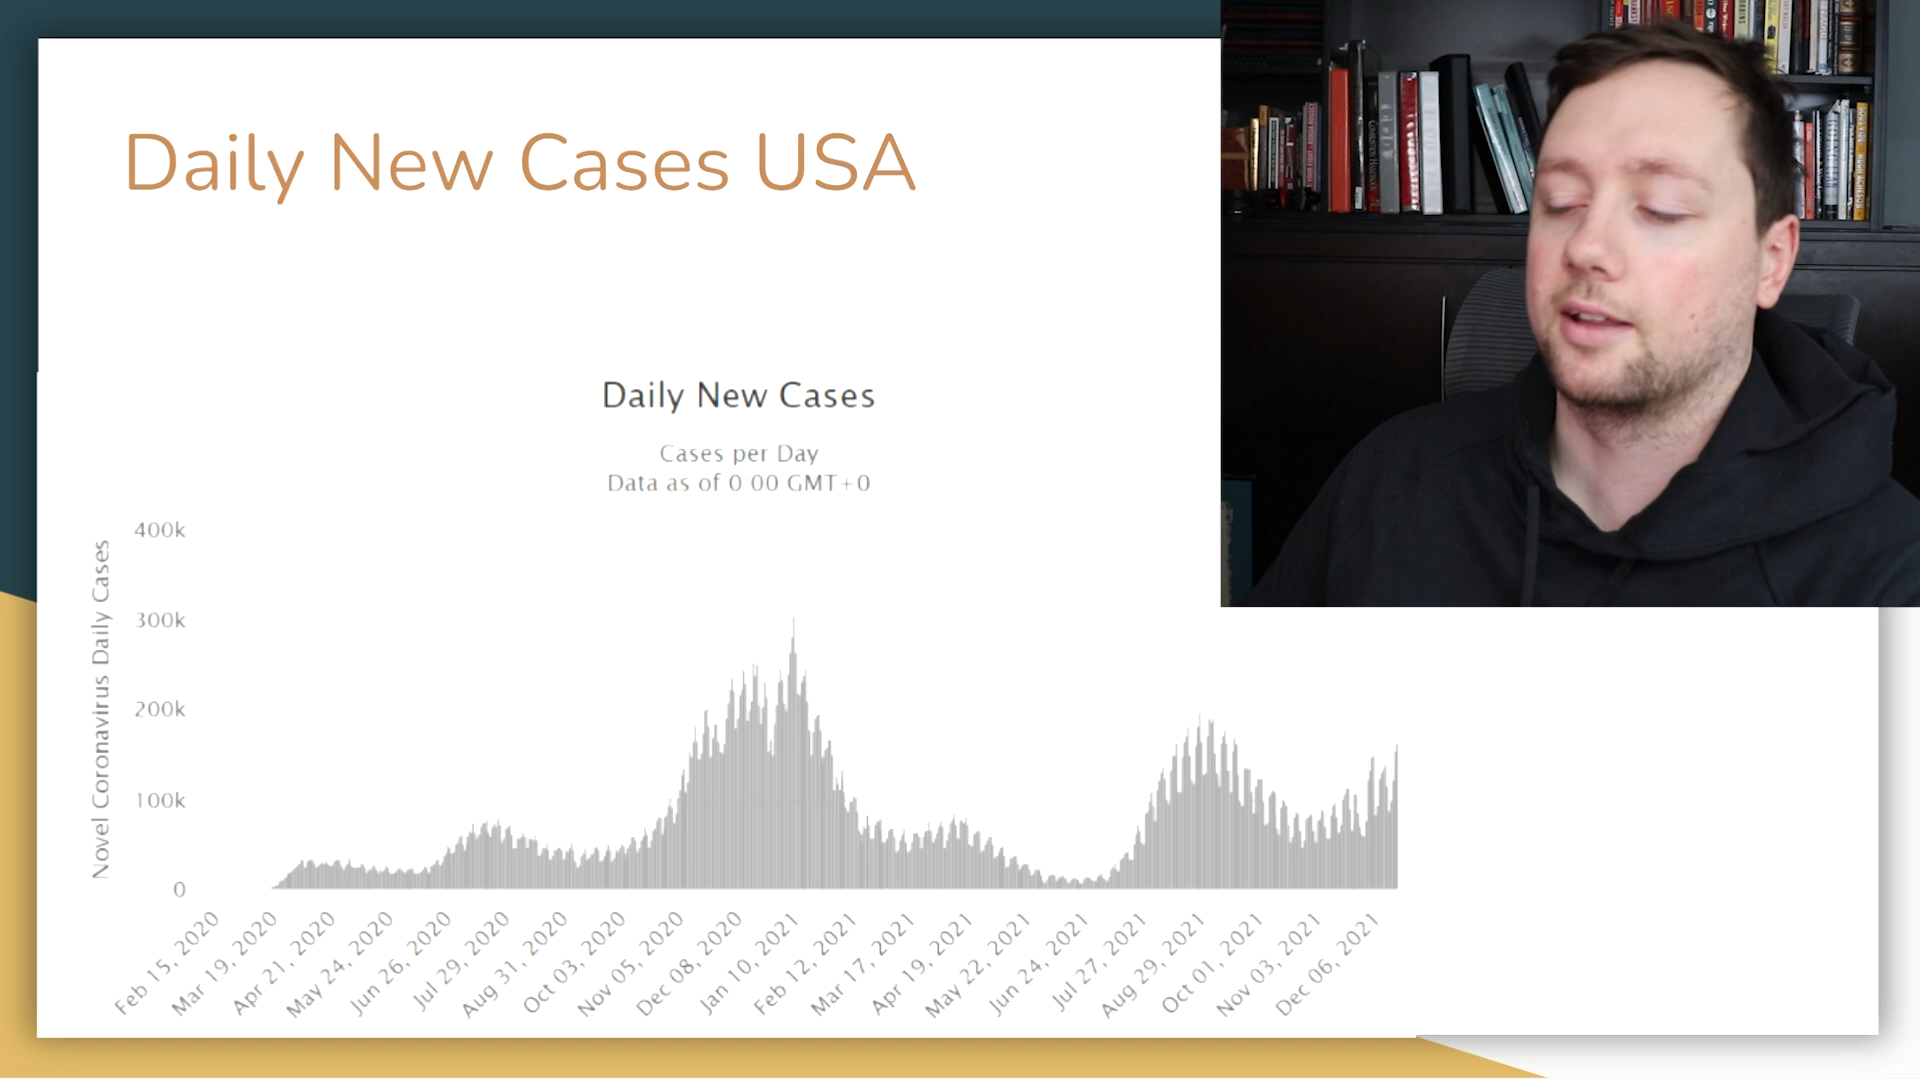 Daily New Cases USA
Daily New Cases
Cases per Day
Data as of 0 00 GMT+0
Novel Coronavirus Daily Cases
400k
300k
200k
100k
0
Feb 15, 2020
Mar 19, 2020
Apr 21, 2020
May 24, 2020
Jun 26, 2020
Jul 29, 2020
Aug 31, 2020
Oct 03, 2020
Nov 05, 2020
Dec 08, 2020
Jan 10, 2021
Feb 12, 2021
Mar 17, 2021
Apr 19, 2021
May 22, 2021
Jun 24, 2021
Jul 27, 2021
Aug 29, 2021
Oct 01, 2021
Nov 03, 2021
Dec 06, 2021